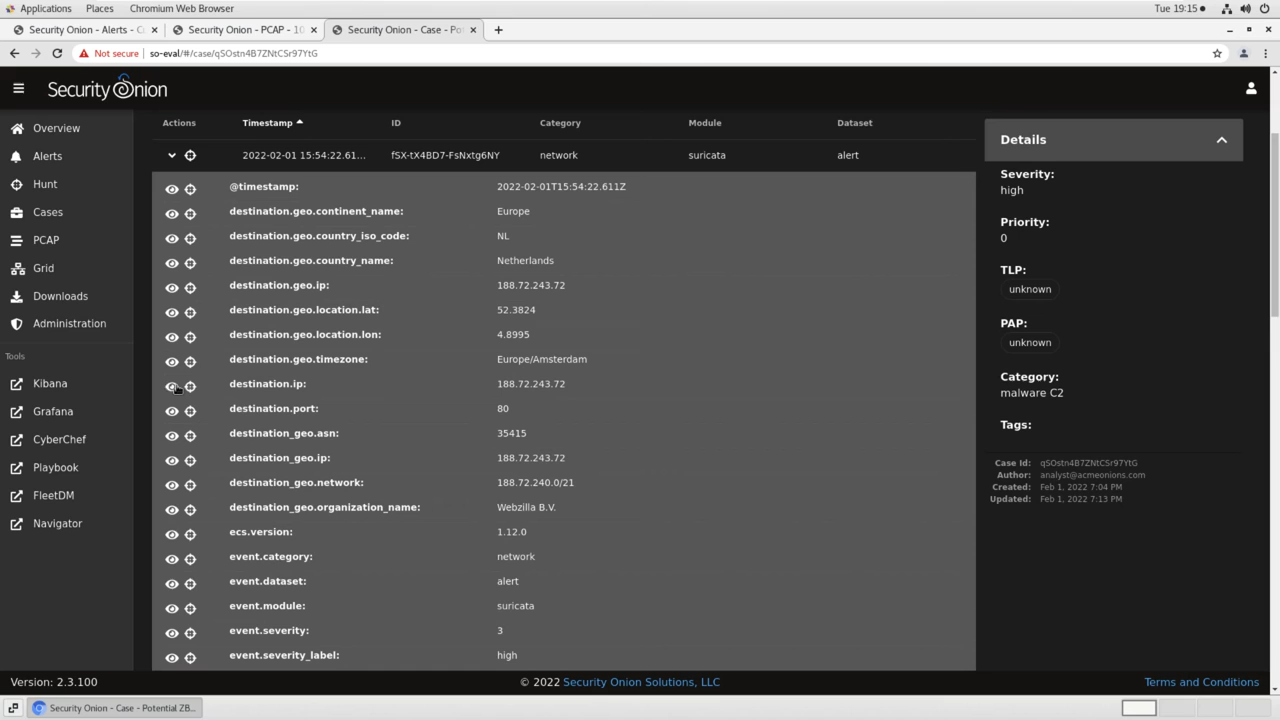 Applications Places Chromium Web Browser Tue 19:15
Security Onion - Alerts - C Security Onion - PCAP - 10 Security Onion - Case - Po
Not secure so-eval/#/case/qSOstn4B7ZNtCSr97YtG
Security Onion
Overview
Alerts
Hunt
Cases
PCAP
Grid
Downloads
Administration
Tools
Kibana
Grafana
CyberChef
Playbook
FleetDM
Navigator
Actions Timestamp ID Category Module Dataset
2022-02-01 15:54:22.61... fSX-tX4BD7-FsNxtg6NY network suricata alert
@timestamp: 2022-02-01T15:54:22.611Z
destination.geo.continent_name: Europe
destination.geo.country_iso_code: NL
destination.geo.country_name: Netherlands
destination.geo.ip: 188.72.243.72
destination.geo.location.lat: 52.3824
destination.geo.location.lon: 4.8995
destination.geo.timezone: Europe/Amsterdam
destination.ip: 188.72.243.72
destination.port: 80
destination_geo.asn: 35415
destination_geo.ip: 188.72.243.72
destination_geo.network: 188.72.240.0/21
destination_geo.organization_name: Webzilla B.V.
ecs.version: 1.12.0
event.category: network
event.dataset: alert
event.module: suricata
event.severity: 3
event.severity_label: high
Details
Severity:
high
Priority:
0
TLP:
unknown
PAP:
unknown
Category:
malware C2
Tags:
Case Id: qSOstn4B7ZNtCSr97YtG
Author: analyst@acmeonions.com
Created: Feb 1, 2022 7:04 PM
Updated: Feb 1, 2022 7:13 PM
Version: 2.3.100 © 2022 Security Onion Solutions, LLC Terms and Conditions
Security Onion - Case - Potential ZB...